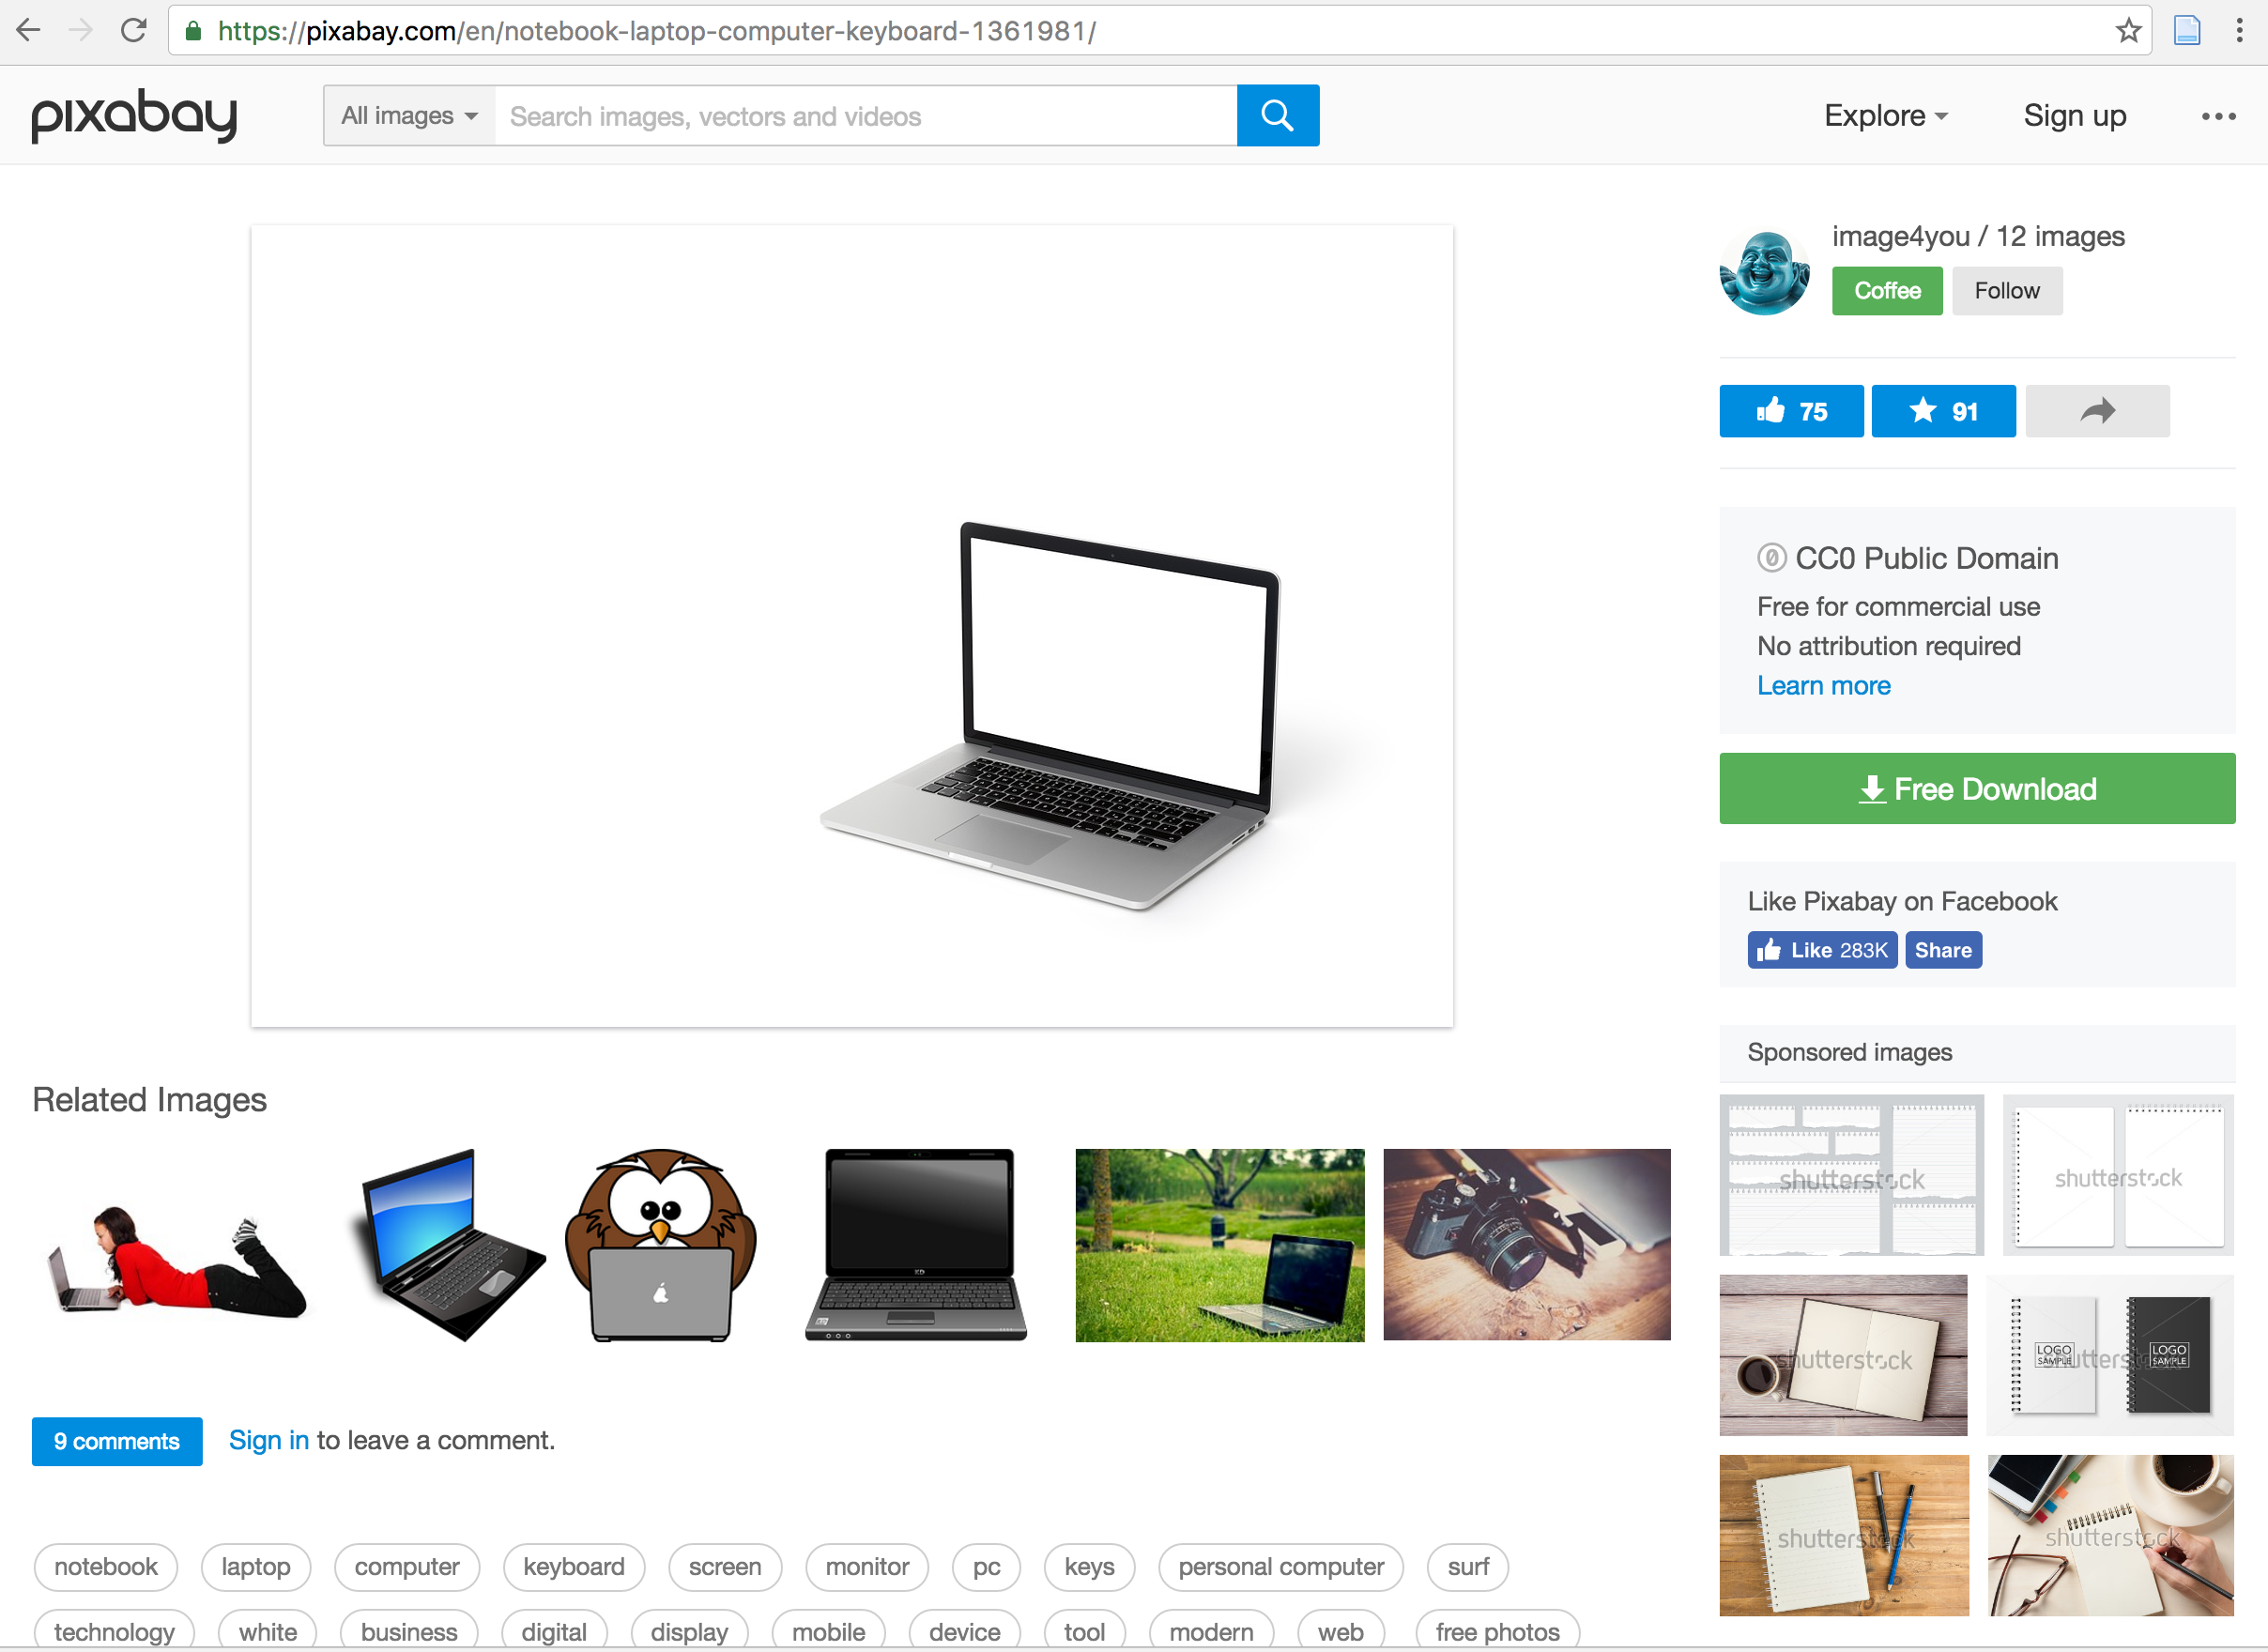 https://pixabay.com/en/notebook-laptop-computer-keyboard-1361981/
pixabay
All images
Search images, vectors and videos
Explore
Sign up
image4you / 12 images
Coffee
Follow
75
91
CC0 Public Domain
Free for commercial use
No attribution required
Learn more
Free Download
Like Pixabay on Facebook
Like 283K
Share
Sponsored images
shutterstock
shutterstock
shutterstock
LOGO
SAMPLE
LOGO
SAMPLE
shutterstock
shutterstock
shutterstock
Related Images
9 comments
Sign in to leave a comment.
notebook
laptop
computer
keyboard
screen
monitor
pc
keys
personal computer
surf
technology
white
business
digital
display
mobile
device
tool
modern
web
free photos